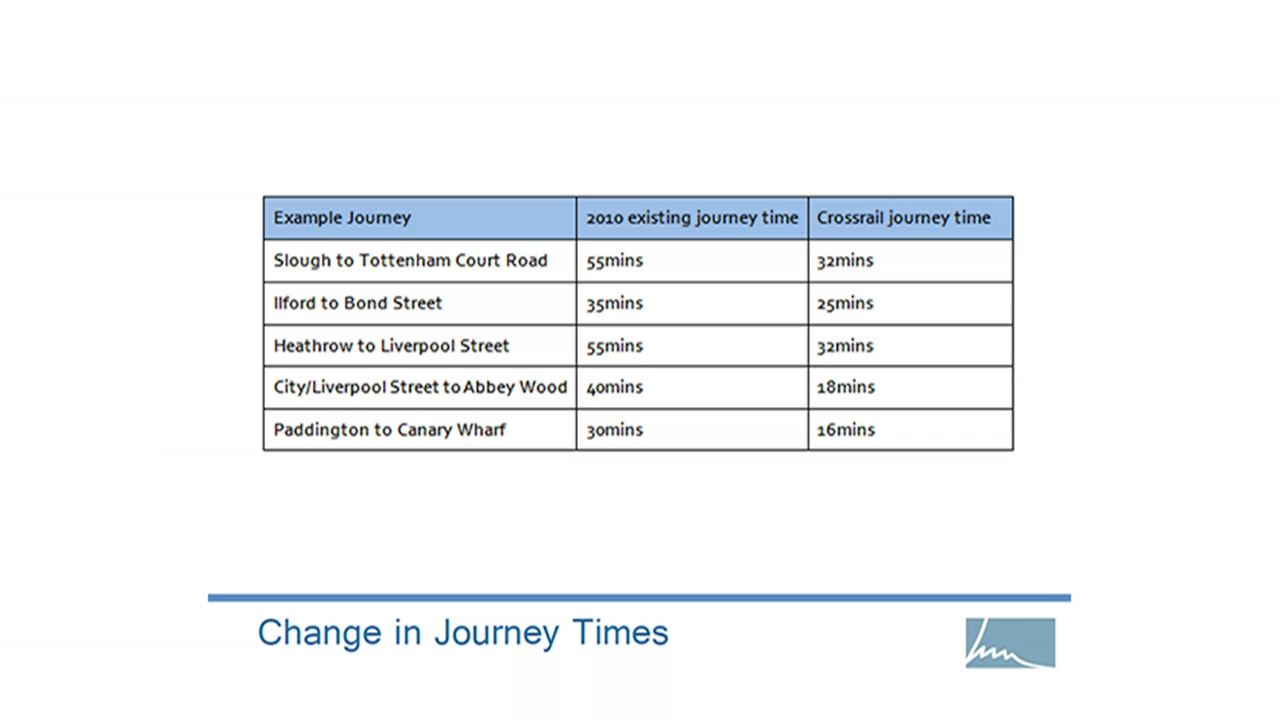 Example Journey 2010 existing journey time Crossrail journey time
Slough to Tottenham Court Road 55mins 32mins
Ilford to Bond Street 35mins 25mins
Heathrow to Liverpool Street 55mins 32mins
City/Liverpool Street to Abbey Wood 40mins 18mins
Paddington to Canary Wharf 30mins 16mins
Change in Journey Times